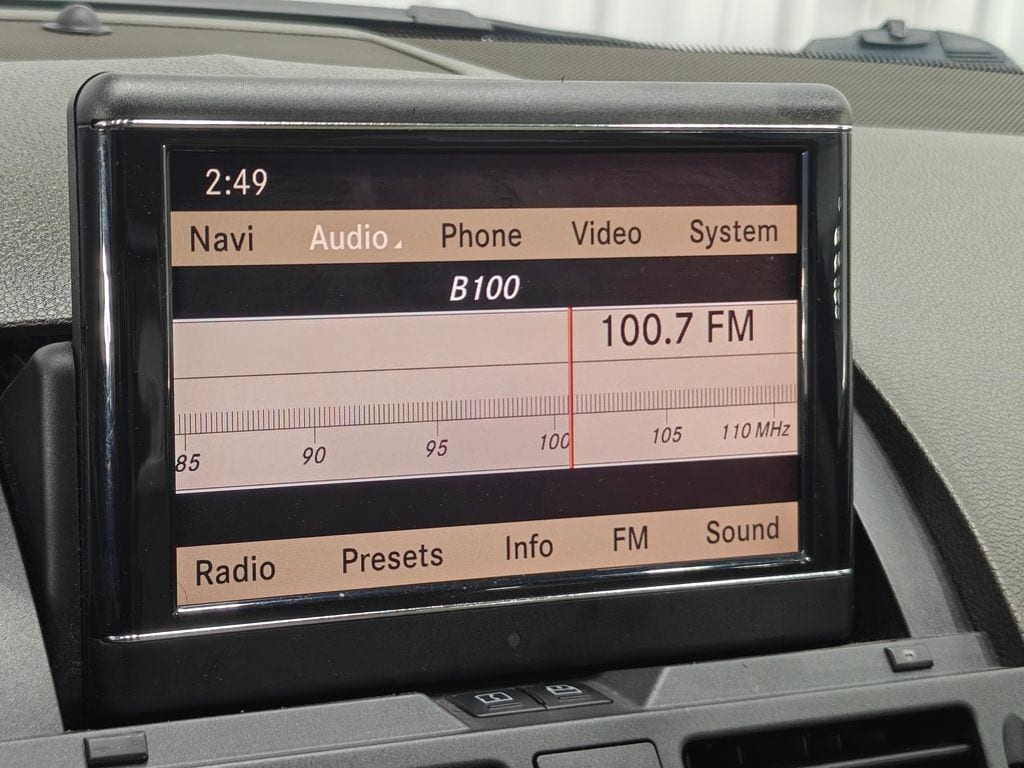 2:49
Navi Audio Phone Video System
B100
100.7 FM
85 90 95 100 105 110 MHz
Radio Presets Info FM Sound